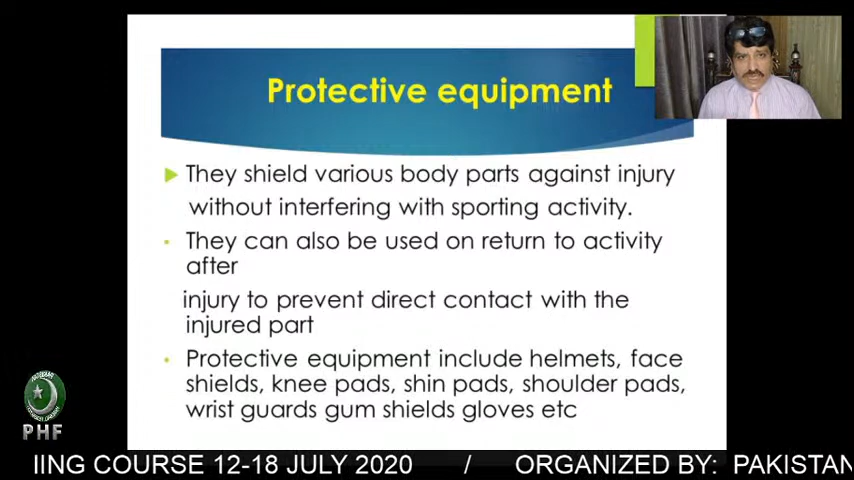 Protective equipment
They shield various body parts against injury
without interfering with sporting activity.
They can also be used on return to activity
after
injury to prevent direct contact with the
injured part
Protective equipment include helmets, face
shields, knee pads, shin pads, shoulder pads,
wrist guards gum shields gloves etc
PHF
IING COURSE 12-18 JULY 2020 / ORGANIZED BY: PAKISTAN